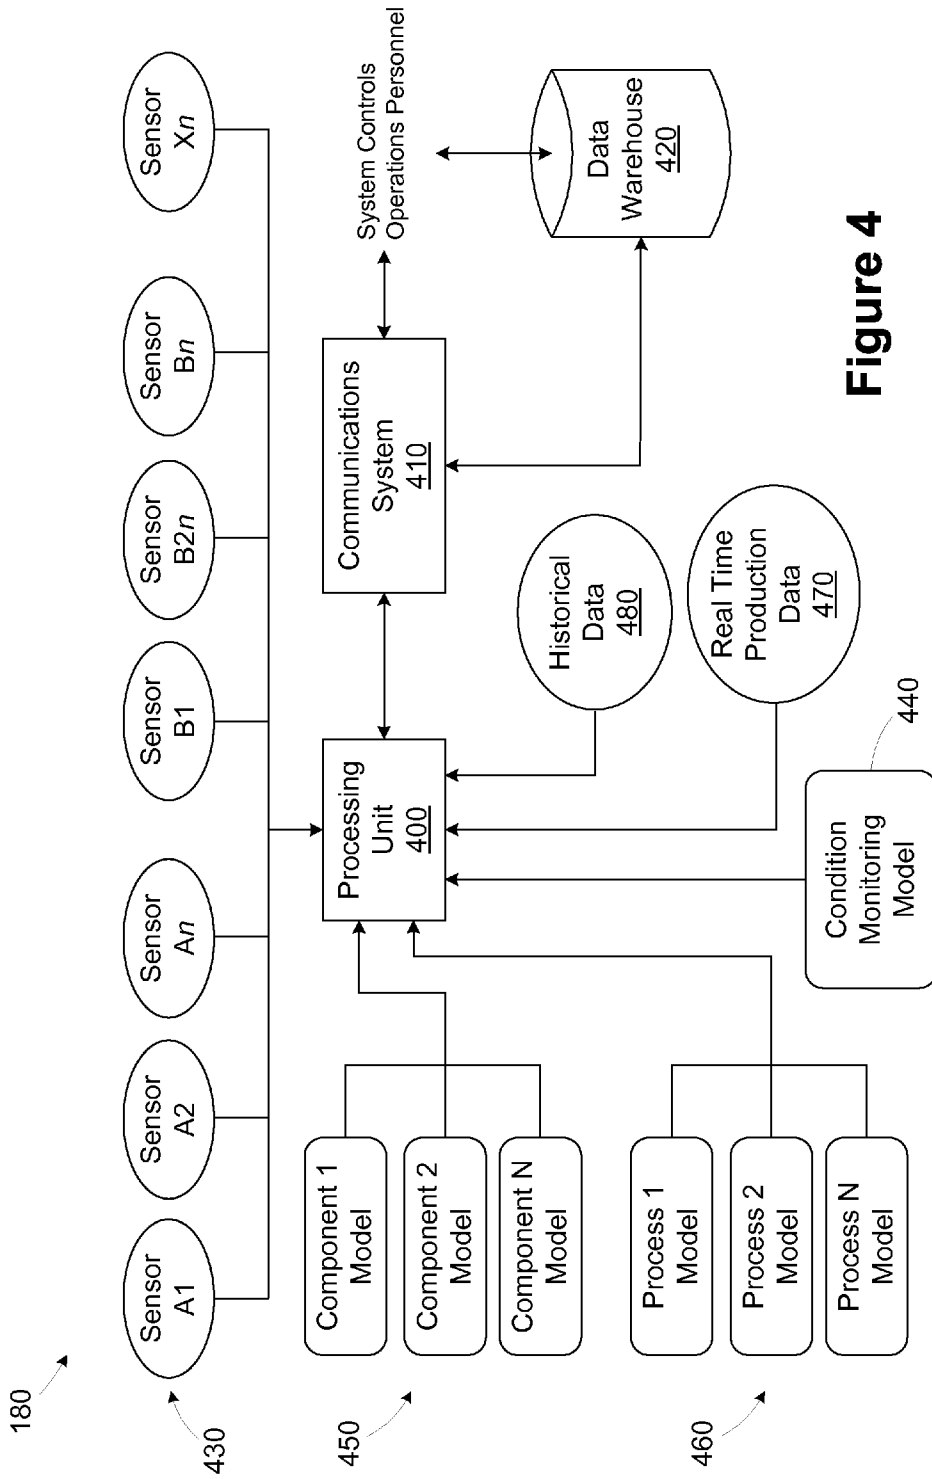 180
430
Sensor
A1
Sensor
A2
Sensor
An
Sensor
B1
Sensor
B2n
Sensor
Bn
Sensor
Xn
450
Component 1
Model
Component 2
Model
Component N
Model
Processing
Unit
400
Communications
System
410
System Controls
Operations Personnel
Data
Warehouse
420
Historical
Data
480
Real Time
Production
Data
470
460
Process 1
Model
Process 2
Model
Process N
Model
Condition
Monitoring
Model
440
Figure 4